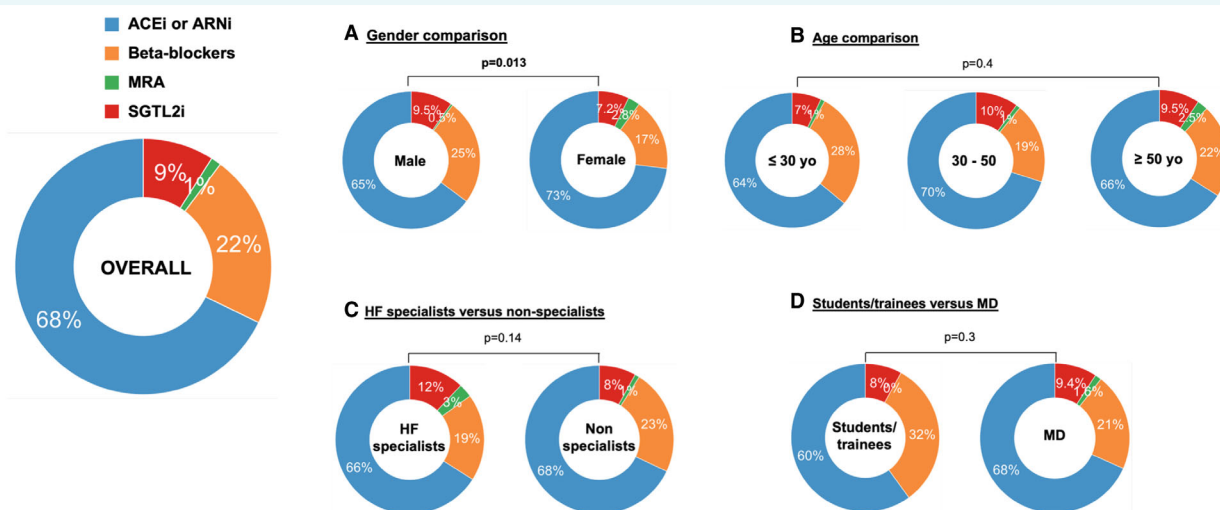 ACEi or ARNi
Beta-blockers
MRA
SGTL2i
9%
1%
22%
OVERALL
68%
A Gender comparison
p=0.013
9.5%
0.5%
25%
Male
65%
7.2%
2.8%
17%
Female
73%
B Age comparison
p=0.4
7%
1%
28%
≤ 30 yo
64%
10%
1%
19%
30 - 50
70%
9.5%
2.5%
22%
≥ 50 yo
66%
C HF specialists versus non-specialists
p=0.14
12%
3%
19%
HF
specialists
66%
8%
1%
23%
Non
specialists
68%
D Students/trainees versus MD
p=0.3
8%
0%
32%
Students/
trainees
60%
9.4%
1.6%
21%
MD
68%